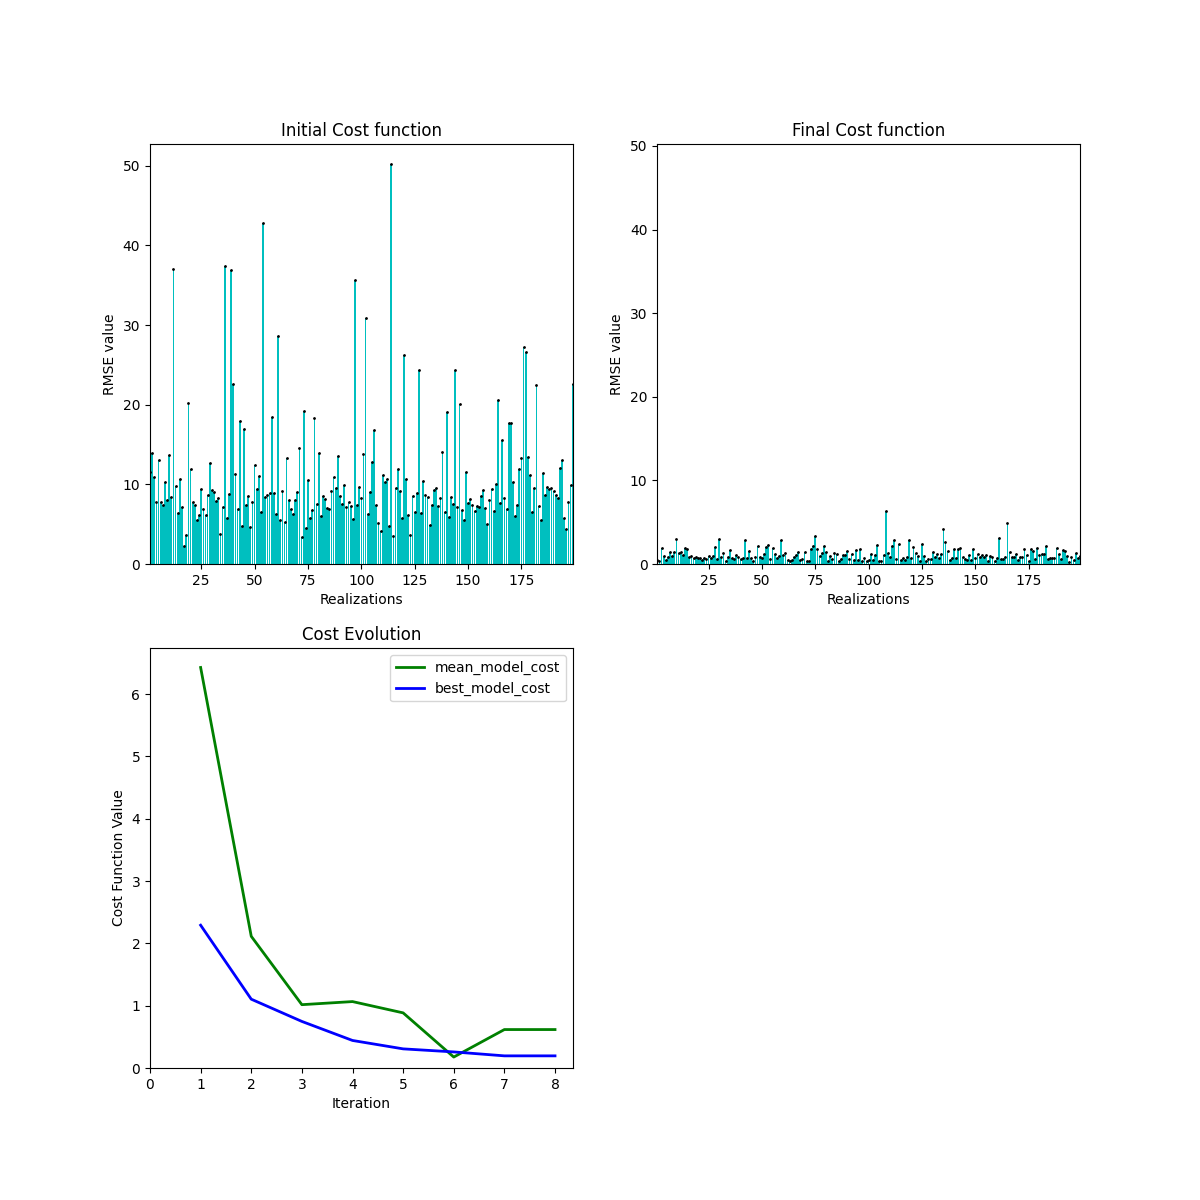 Initial Cost function
50
40
30
20
10
0
RMSE value
25 50 75 100 125 150 175
Realizations
Final Cost function
50
40
30
20
10
0
RMSE value
25 50 75 100 125 150 175
Realizations
Cost Evolution
mean_model_cost
best_model_cost
6
5
4
3
2
1
0
Cost Function Value
0 1 2 3 4 5 6 7 8
Iteration